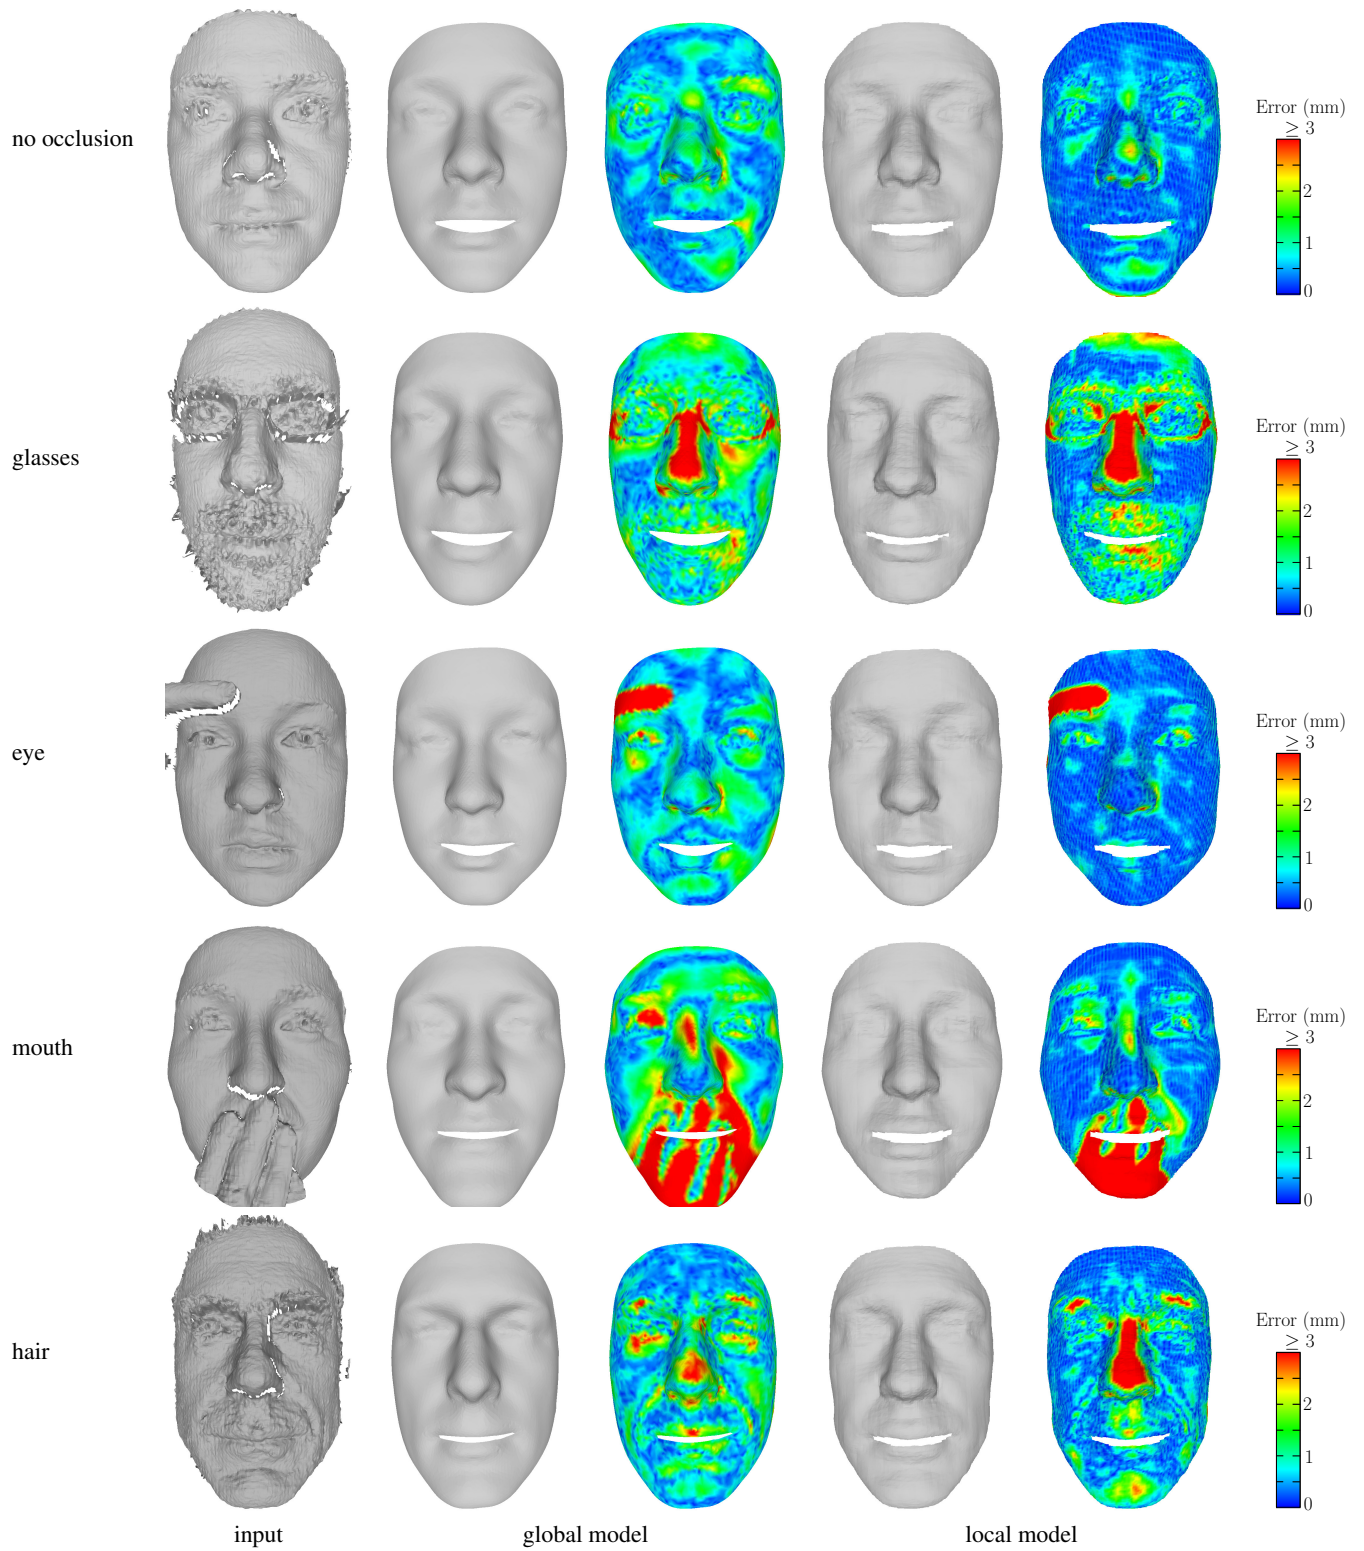 no occlusion
Error (mm)
≥ 3
2
1
0
glasses
Error (mm)
≥ 3
2
1
0
eye
Error (mm)
≥ 3
2
1
0
mouth
Error (mm)
≥ 3
2
1
0
hair
Error (mm)
≥ 3
2
1
0
input global model local model